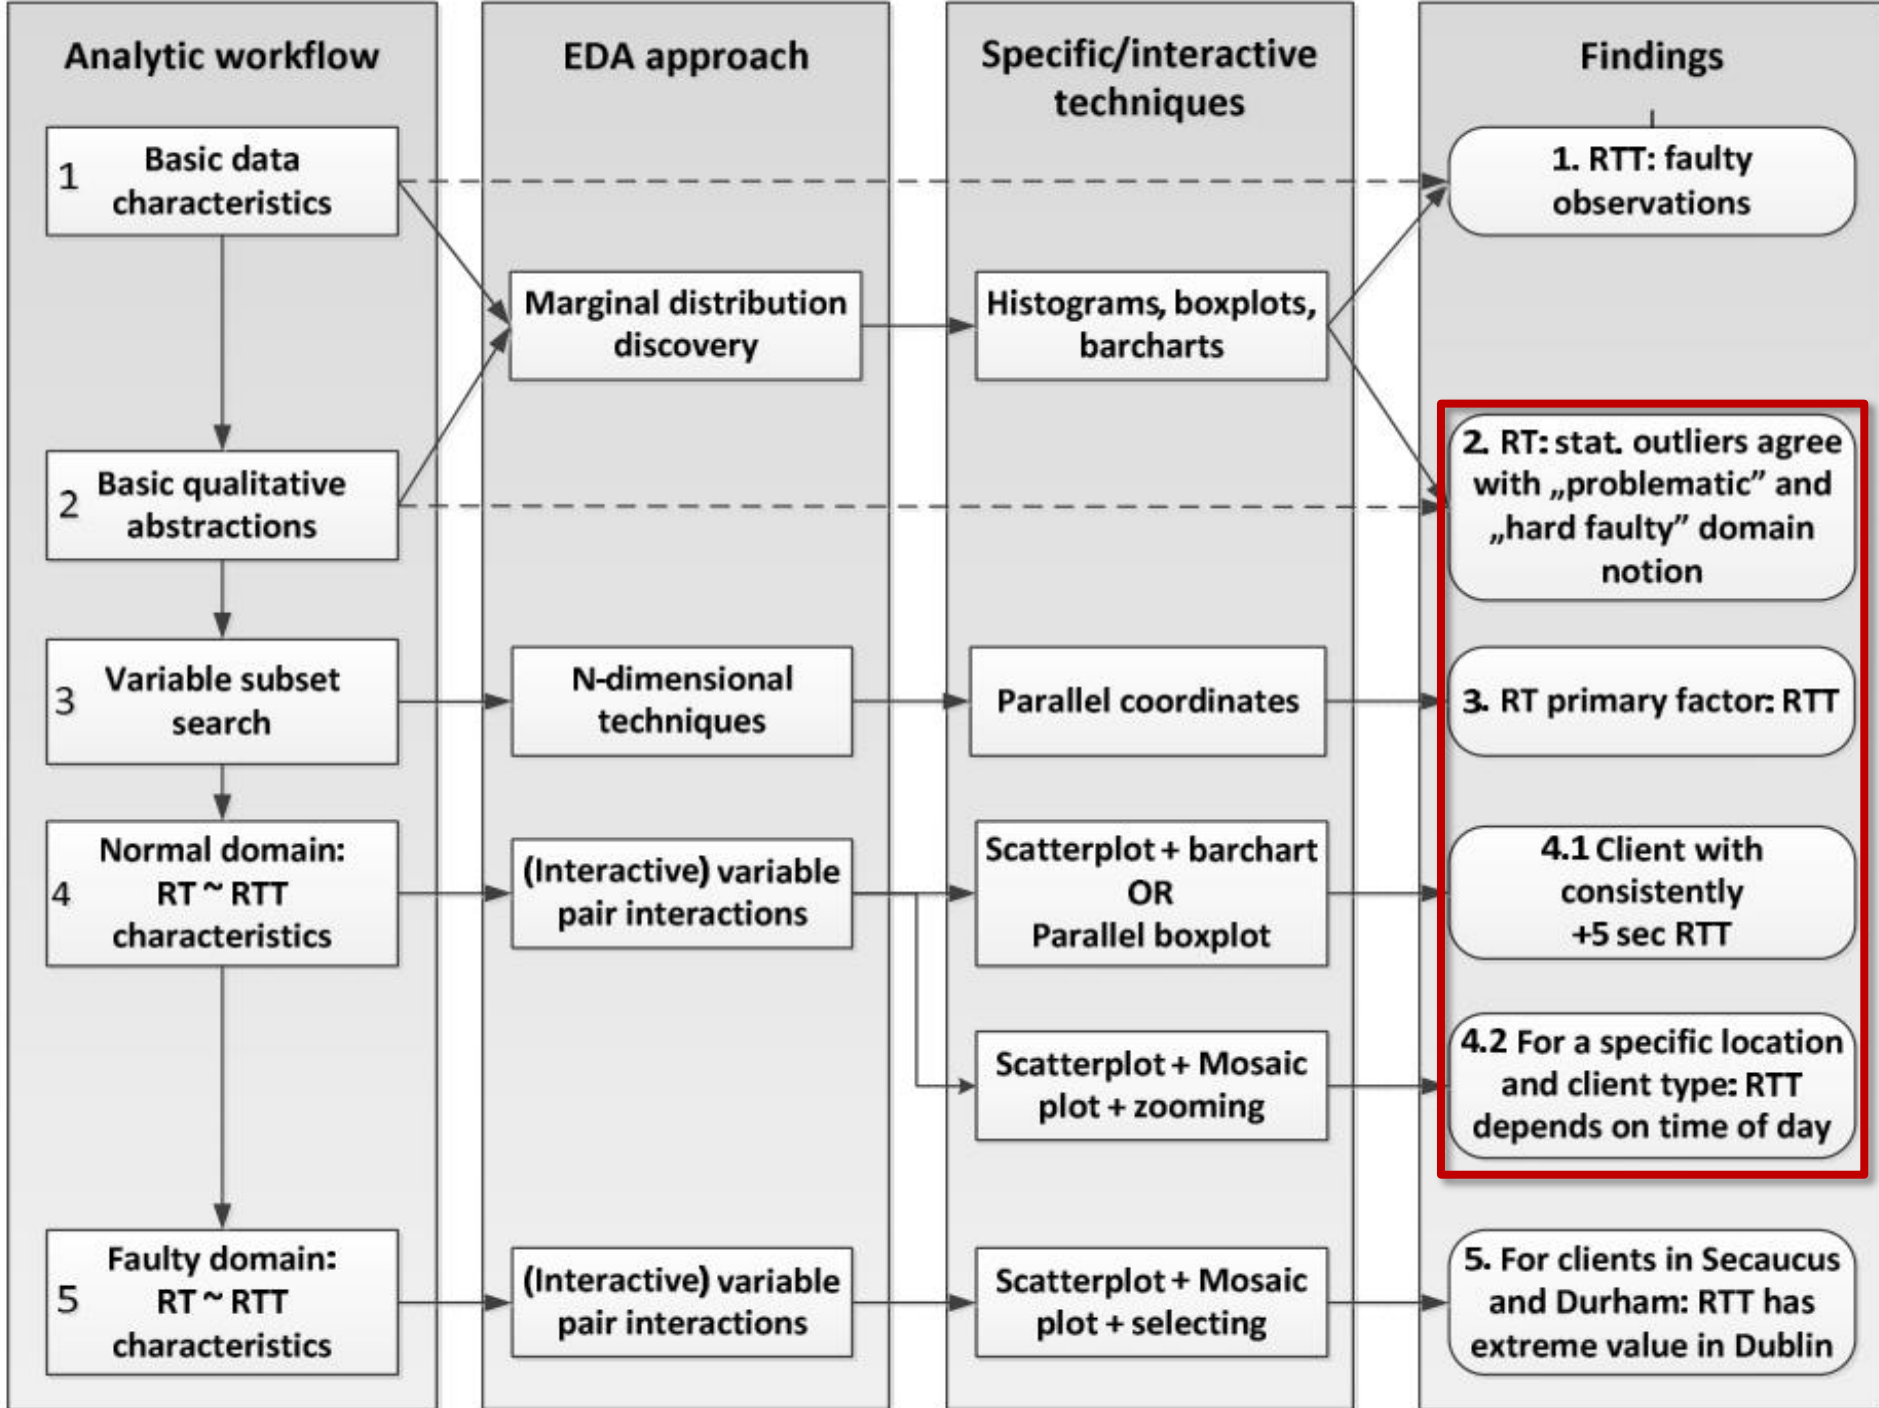 Analytic workflow
1
Basic data
characteristics
2
Basic qualitative
abstractions
3
Variable subset
search
4
Normal domain:
RT ~ RTT
characteristics
5
Faulty domain:
RT ~ RTT
characteristics
EDA approach
Marginal distribution
discovery
N-dimensional
techniques
(Interactive) variable
pair interactions
(Interactive) variable
pair interactions
Specific/interactive
techniques
Histograms, boxplots,
barcharts
Parallel coordinates
Scatterplot + barchart
OR
Parallel boxplot
Scatterplot + Mosaic
plot + zooming
Scatterplot + Mosaic
plot + selecting
Findings
1. RTT: faulty
observations
2. RT: stat. outliers agree
with „problematic” and
„hard faulty” domain
notion
3. RT primary factor: RTT
4.1 Client with
consistently
+5 sec RTT
4.2 For a specific location
and client type: RTT
depends on time of day
5. For clients in Secaucus
and Durham: RTT has
extreme value in Dublin